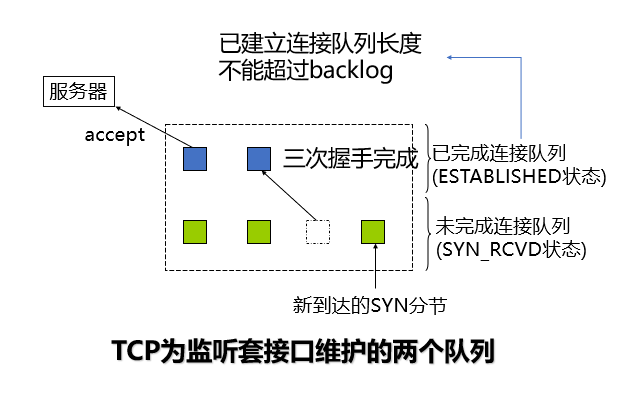 已建立连接队列长度
不能超过backlog
服务器
accept
三次握手完成
已完成连接队列
(ESTABLISHED状态)
未完成连接队列
(SYN_RCVD状态)
新到达的SYN分节
TCP为监听套接口维护的两个队列